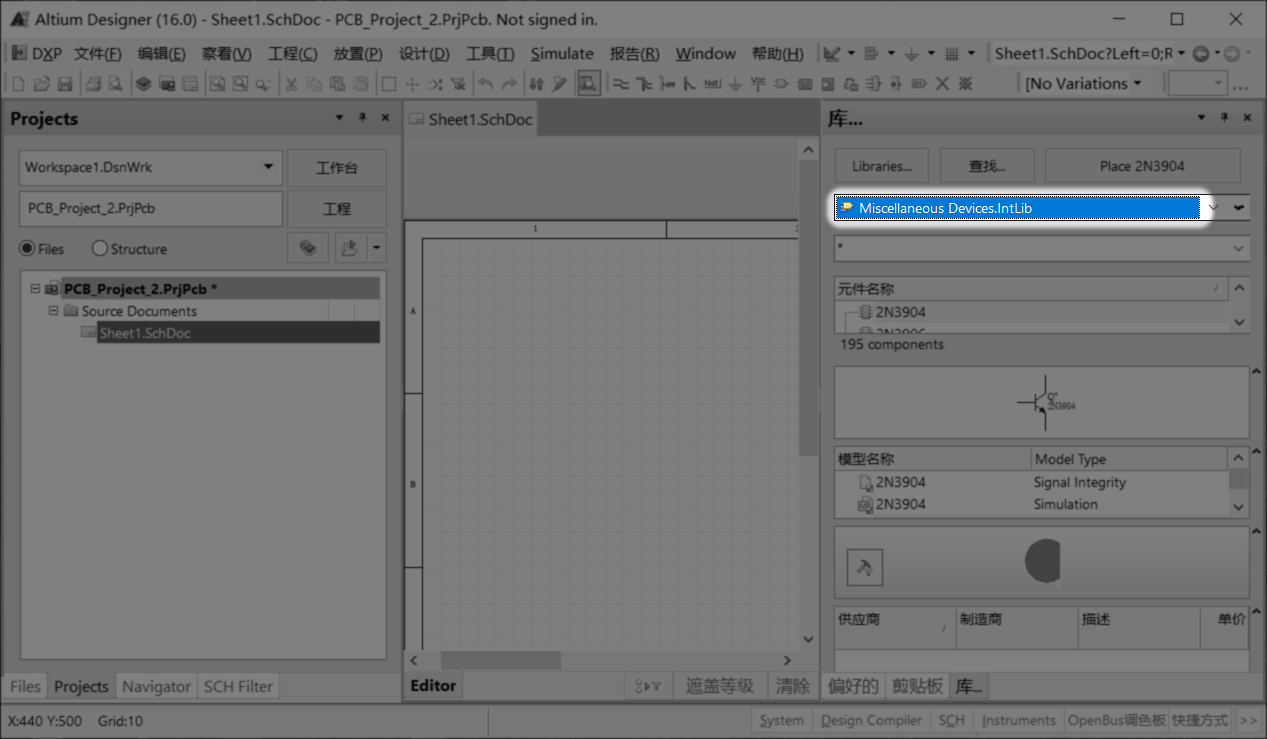 Altium Designer (16.0) - Sheet1.SchDoc - PCB_Project_2.PrjPcb. Not signed in.
DXP 文件(F) 编辑(E) 察看(V) 工程(C) 放置(P) 设计(D) 工具(T) Simulate 报告(R) Window 帮助(H) Sheet1.SchDoc?Left=0;R
[No Variations ...
Projects
Workspace1.DsnWrk 工作台
PCB_Project_2.PrjPcb 工程
Files Structure
PCB_Project_2.PrjPcb *
Source Documents
Sheet1.SchDoc
Files Projects Navigator SCH Filter
Sheet1.SchDoc
1
A
B
Editor 遮盖等级 清除
库...
Libraries... 查找... Place 2N3904
Miscellaneous Devices.IntLib
*
元件名称
2N3904
2N3906
195 components
Q?
2N3904
模型名称 Model Type
2N3904 Signal Integrity
2N3904 Simulation
供应商 制造商 描述 单价
偏好的 剪贴板 库...
X:440 Y:500 Grid:10
System Design Compiler SCH Instruments OpenBus调色板 快捷方式 >>